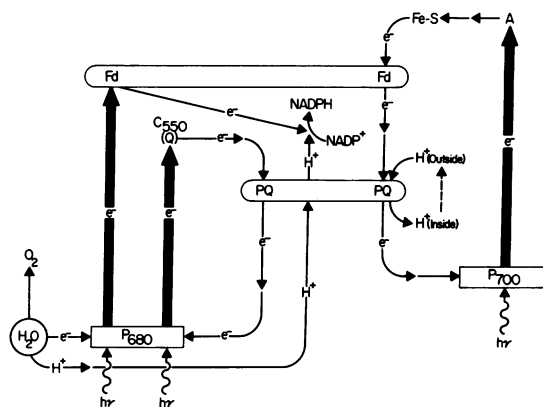 Fe-S A
e⁻
Fd Fd
e⁻
e⁻
NADPH
NADP⁺
C550
(Q)
e⁻
H⁺
H⁺(Outside)
e⁻
PQ PQ
H⁺(Inside)
e⁻ e⁻
e⁻
e⁻
O₂
P700
H⁺
H₂O
e⁻
P680
e⁻
H⁺
hν
hν hν